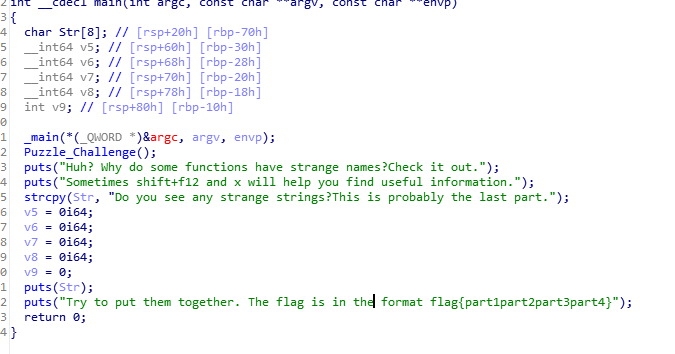 2 int __cdecl main(int argc, const char **argv, const char **envp)
3 {
4 char Str[8]; // [rsp+20h] [rbp-70h]
5 __int64 v5; // [rsp+60h] [rbp-30h]
6 __int64 v6; // [rsp+68h] [rbp-28h]
7 __int64 v7; // [rsp+70h] [rbp-20h]
8 __int64 v8; // [rsp+78h] [rbp-18h]
9 int v9; // [rsp+80h] [rbp-10h]
0
1 _main(*(_QWORD *)&argc, argv, envp);
2 Puzzle_Challenge();
3 puts("Huh? Why do some functions have strange names?Check it out.");
4 puts("Sometimes shift+f12 and x will help you find useful information.");
5 strcpy(Str, "Do you see any strange strings?This is probably the last part.");
6 v5 = 0i64;
7 v6 = 0i64;
8 v7 = 0i64;
9 v8 = 0i64;
0 v9 = 0;
1 puts(Str);
2 puts("Try to put them together. The flag is in the format flag{part1part2part3part4}");
3 return 0;
4 }